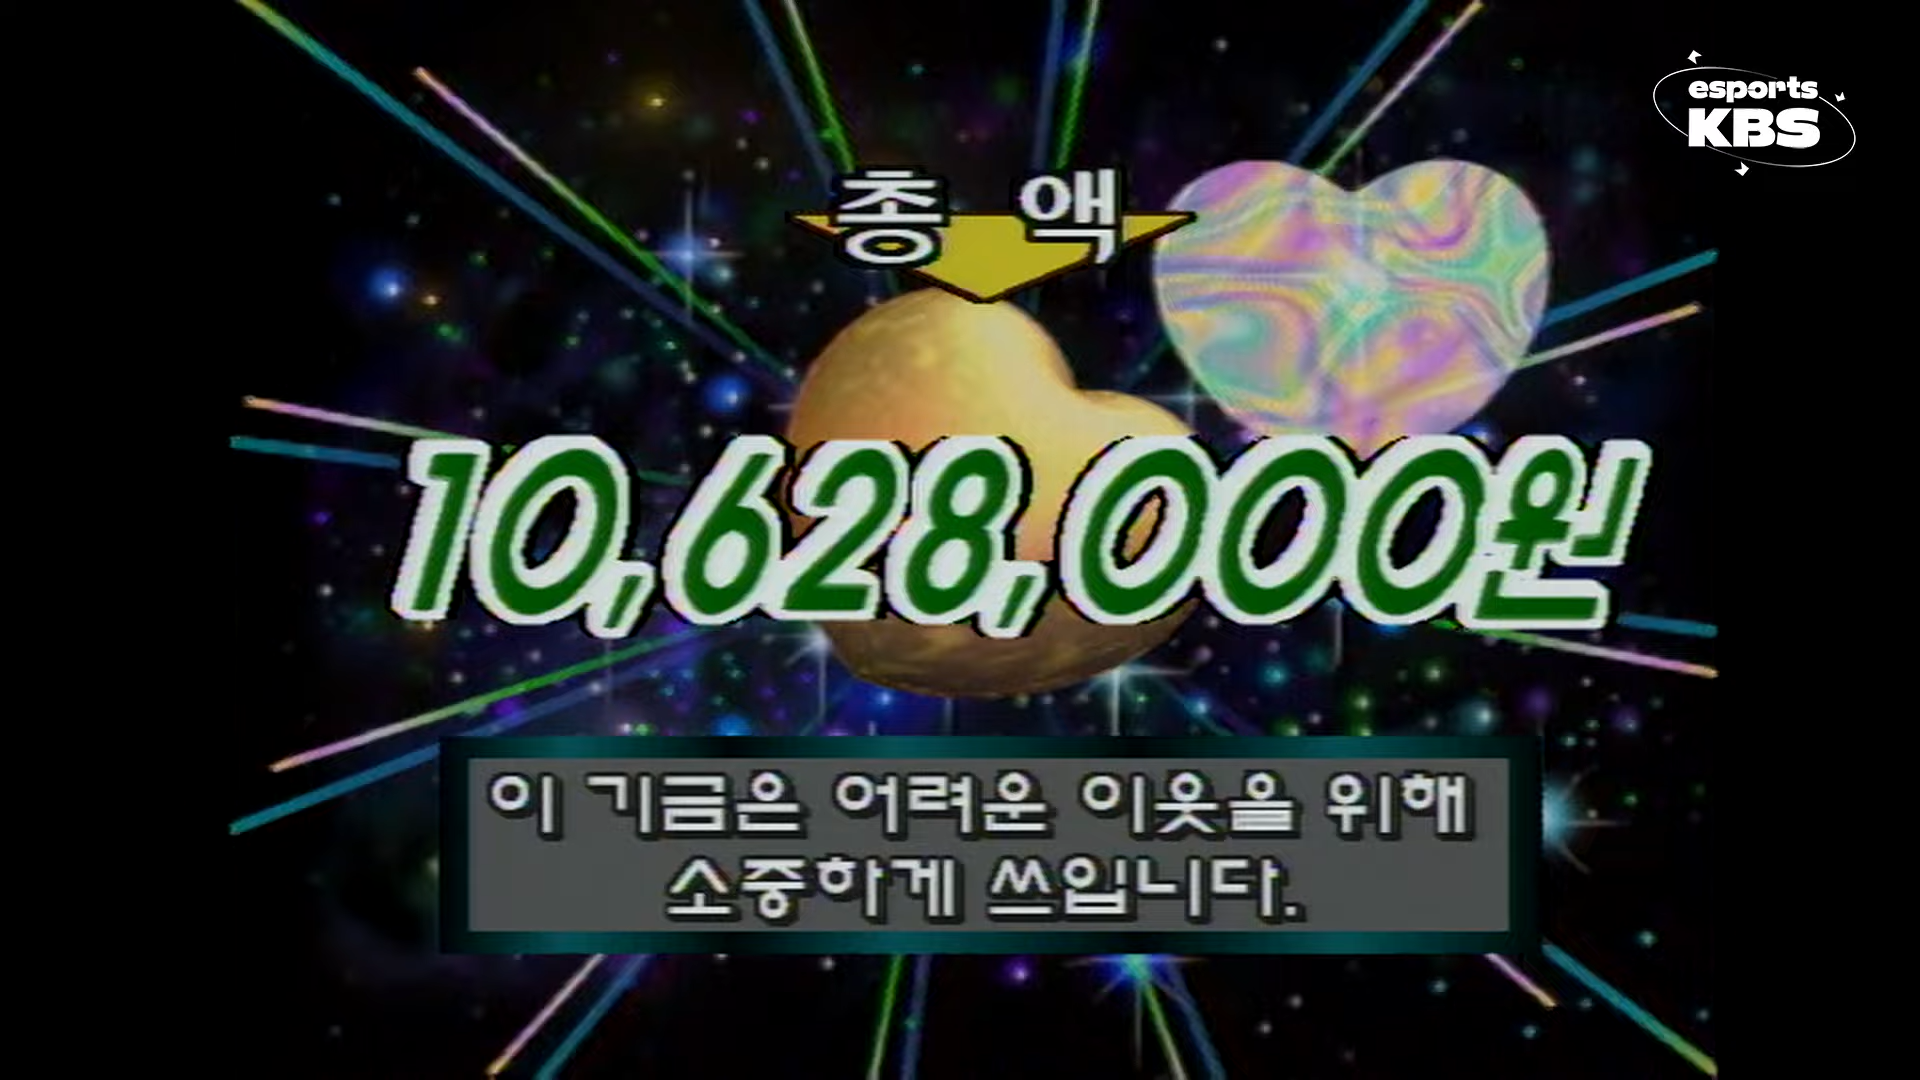 esports
KBS
총 액
10,628,000원
이 기금은 어려운 이웃을 위해
소중하게 쓰입니다.